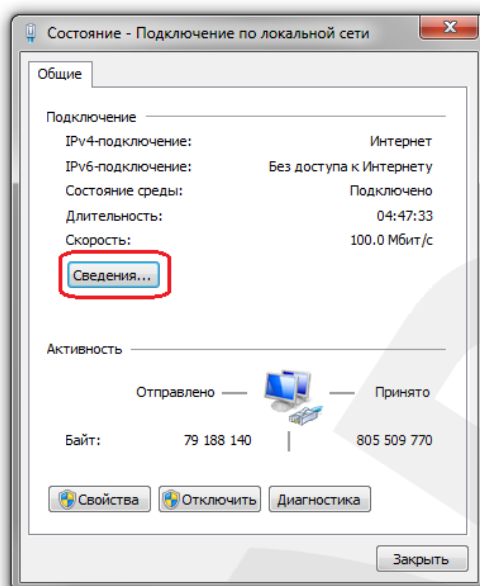 Состояние - Подключение по локальной сети
Общие
Подключение
IPv4-подключение: Интернет
IPv6-подключение: Без доступа к Интернету
Состояние среды: Подключено
Длительность: 04:47:33
Скорость: 100.0 Мбит/с
Сведения...
Активность
Отправлено — — Принято
Байт: 79 188 140 | 805 509 770
Свойства Отключить Диагностика
Закрыть